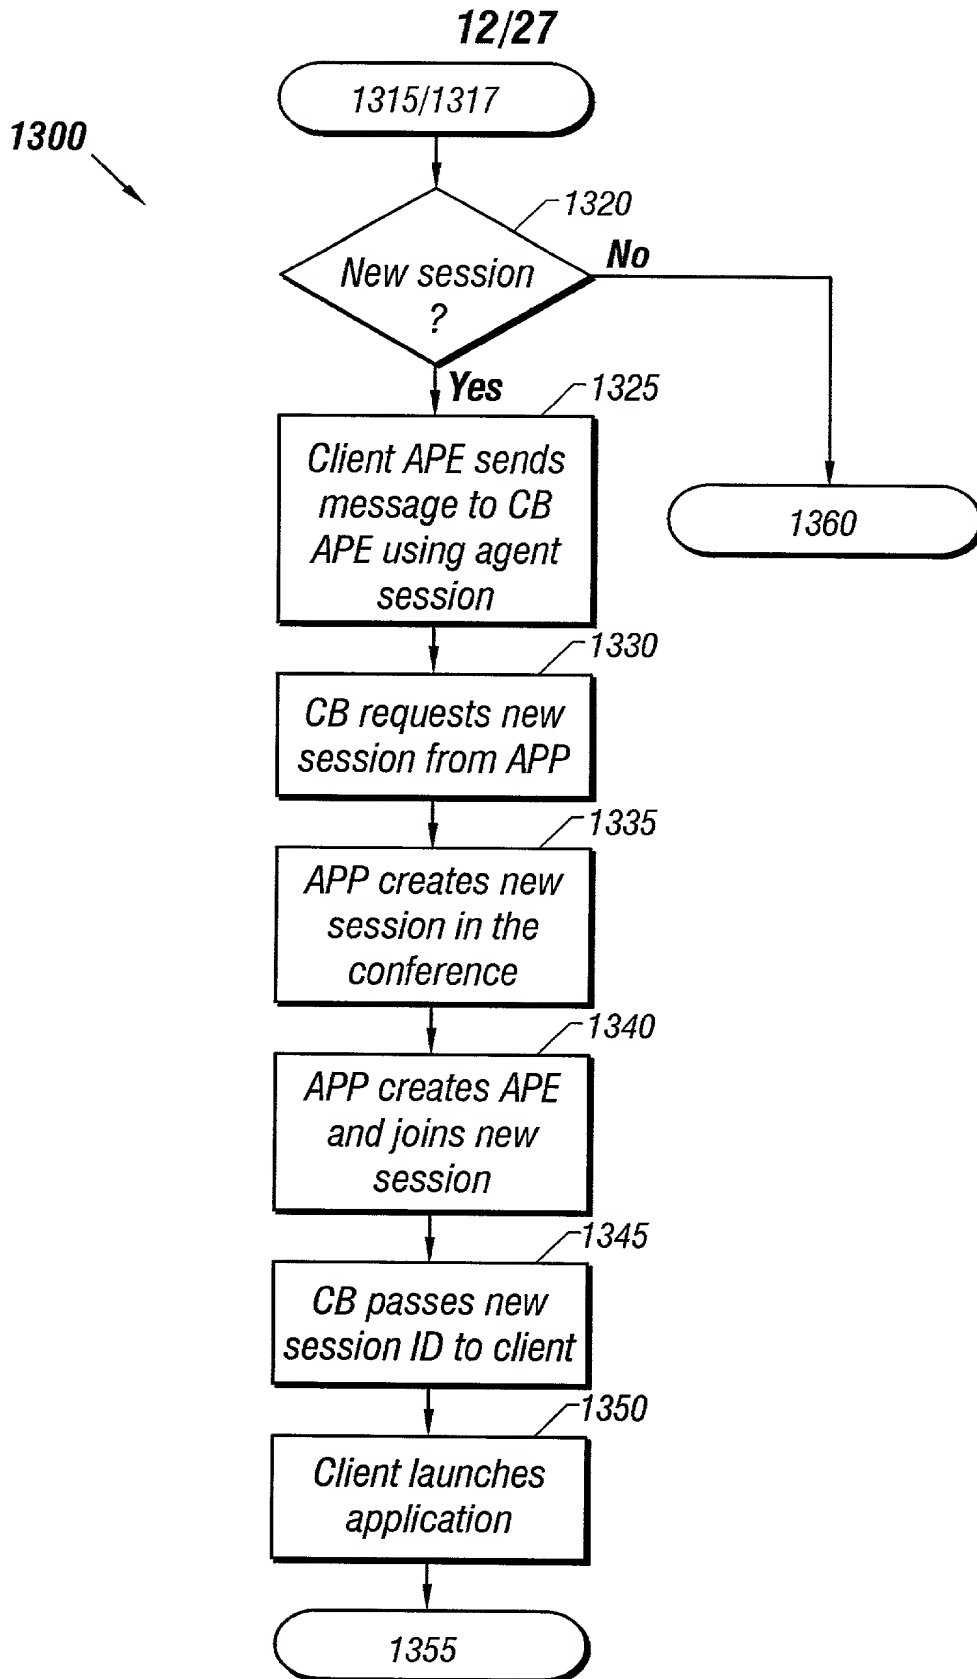 12/27
1315/1317
1300
1320
New session
?
No
Yes
1325
Client APE sends
message to CB
APE using agent
session
1360
1330
CB requests new
session from APP
1335
APP creates new
session in the
conference
1340
APP creates APE
and joins new
session
1345
CB passes new
session ID to client
1350
Client launches
application
1355